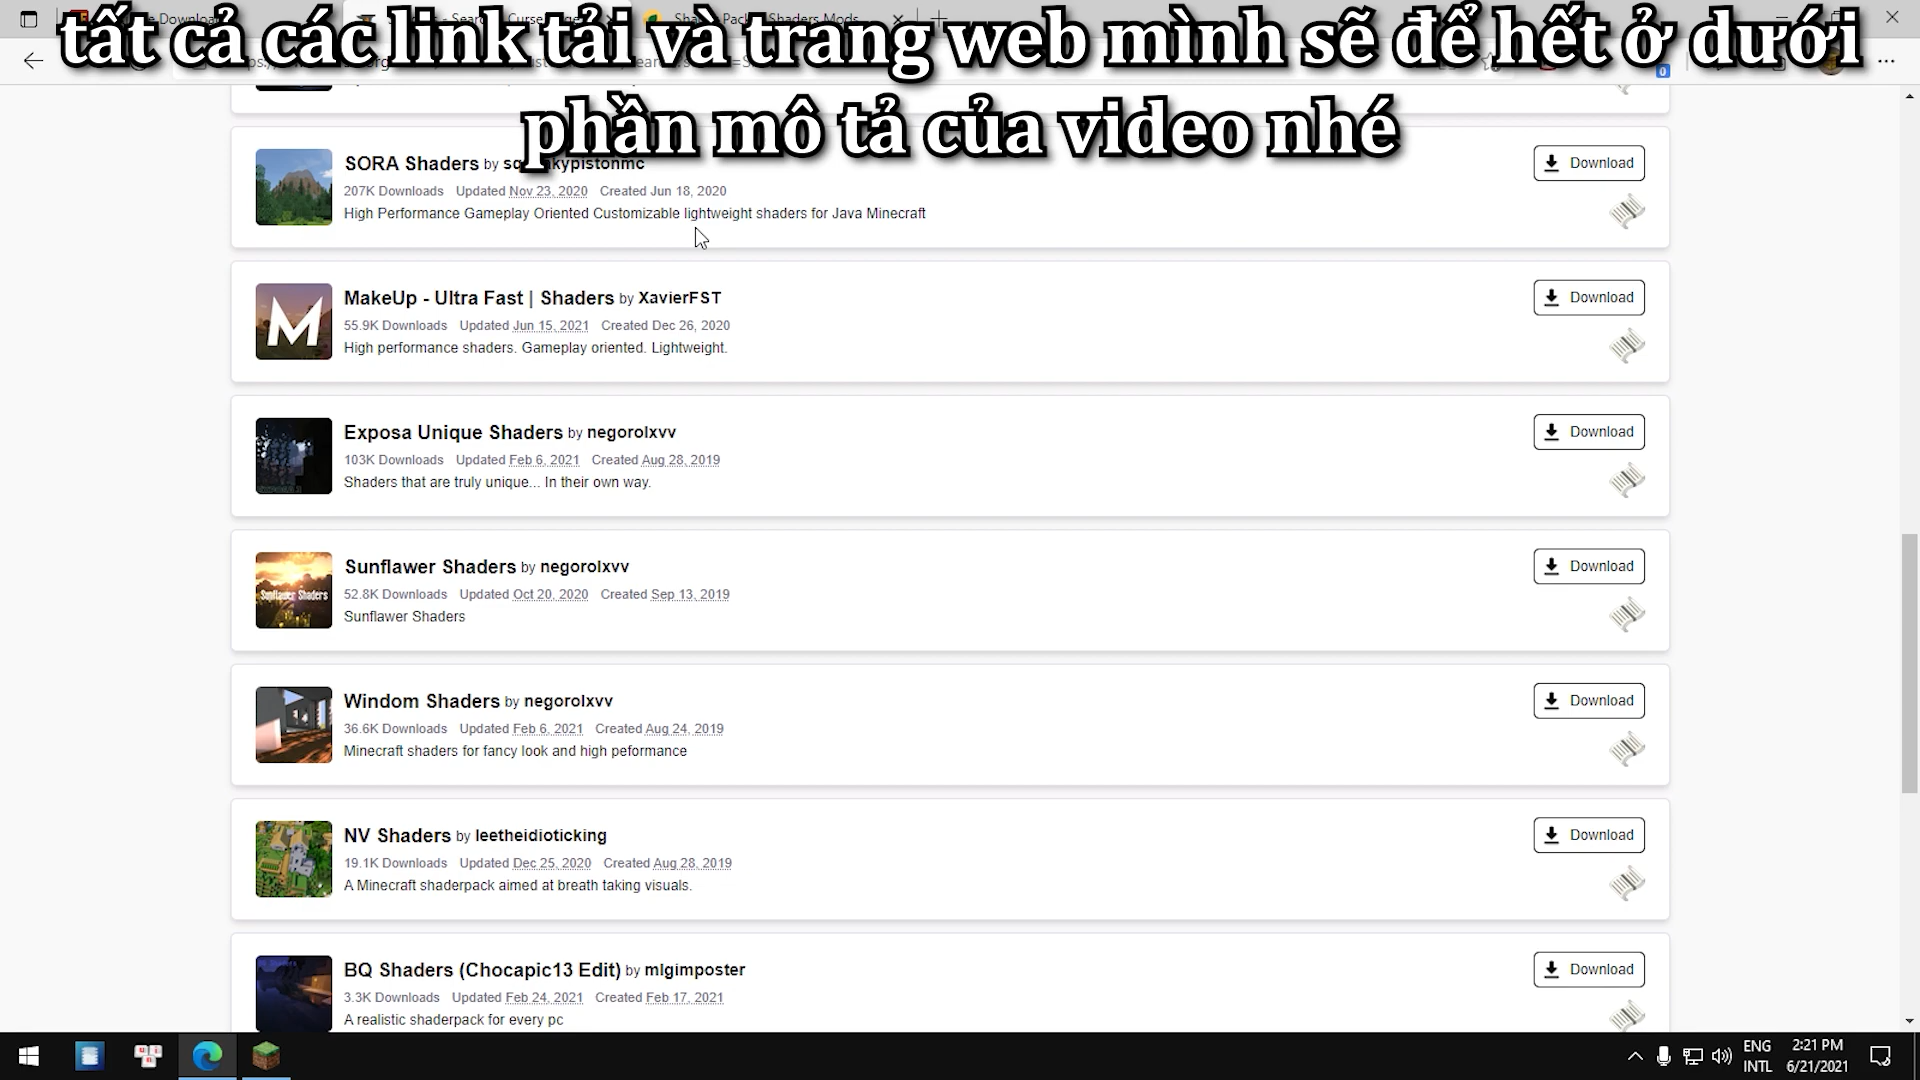 tất cả các link tải và trang web mình sẽ để hết ở dưới
phần mô tả của video nhé
SORA Shaders by
207K Downloads Updated Nov 23, 2020 Created Jun 18, 2020
High Performance Gameplay Oriented Customizable lightweight shaders for Java Minecraft
Download
MakeUp - Ultra Fast | Shaders by XavierFST
55.9K Downloads Updated Jun 15, 2021 Created Dec 26, 2020
High performance shaders. Gameplay oriented. Lightweight.
Download
Exposa Unique Shaders by negorolxvv
103K Downloads Updated Feb 6, 2021 Created Aug 28, 2019
Shaders that are truly unique... In their own way.
Download
Sunflawer Shaders
Sunflawer Shaders by negorolxvv
52.8K Downloads Updated Oct 20, 2020 Created Sep 13, 2019
Sunflawer Shaders
Download
Windom Shaders by negorolxvv
36.6K Downloads Updated Feb 6, 2021 Created Aug 24, 2019
Minecraft shaders for fancy look and high peformance
Download
NV Shaders by leetheidioticking
19.1K Downloads Updated Dec 25, 2020 Created Aug 28, 2019
A Minecraft shaderpack aimed at breath taking visuals.
Download
BQ Shaders (Chocapic13 Edit) by mlgimposter
3.3K Downloads Updated Feb 24, 2021 Created Feb 17, 2021
A realistic shaderpack for every pc
Download
ENG
INTL
2:21 PM
6/21/2021